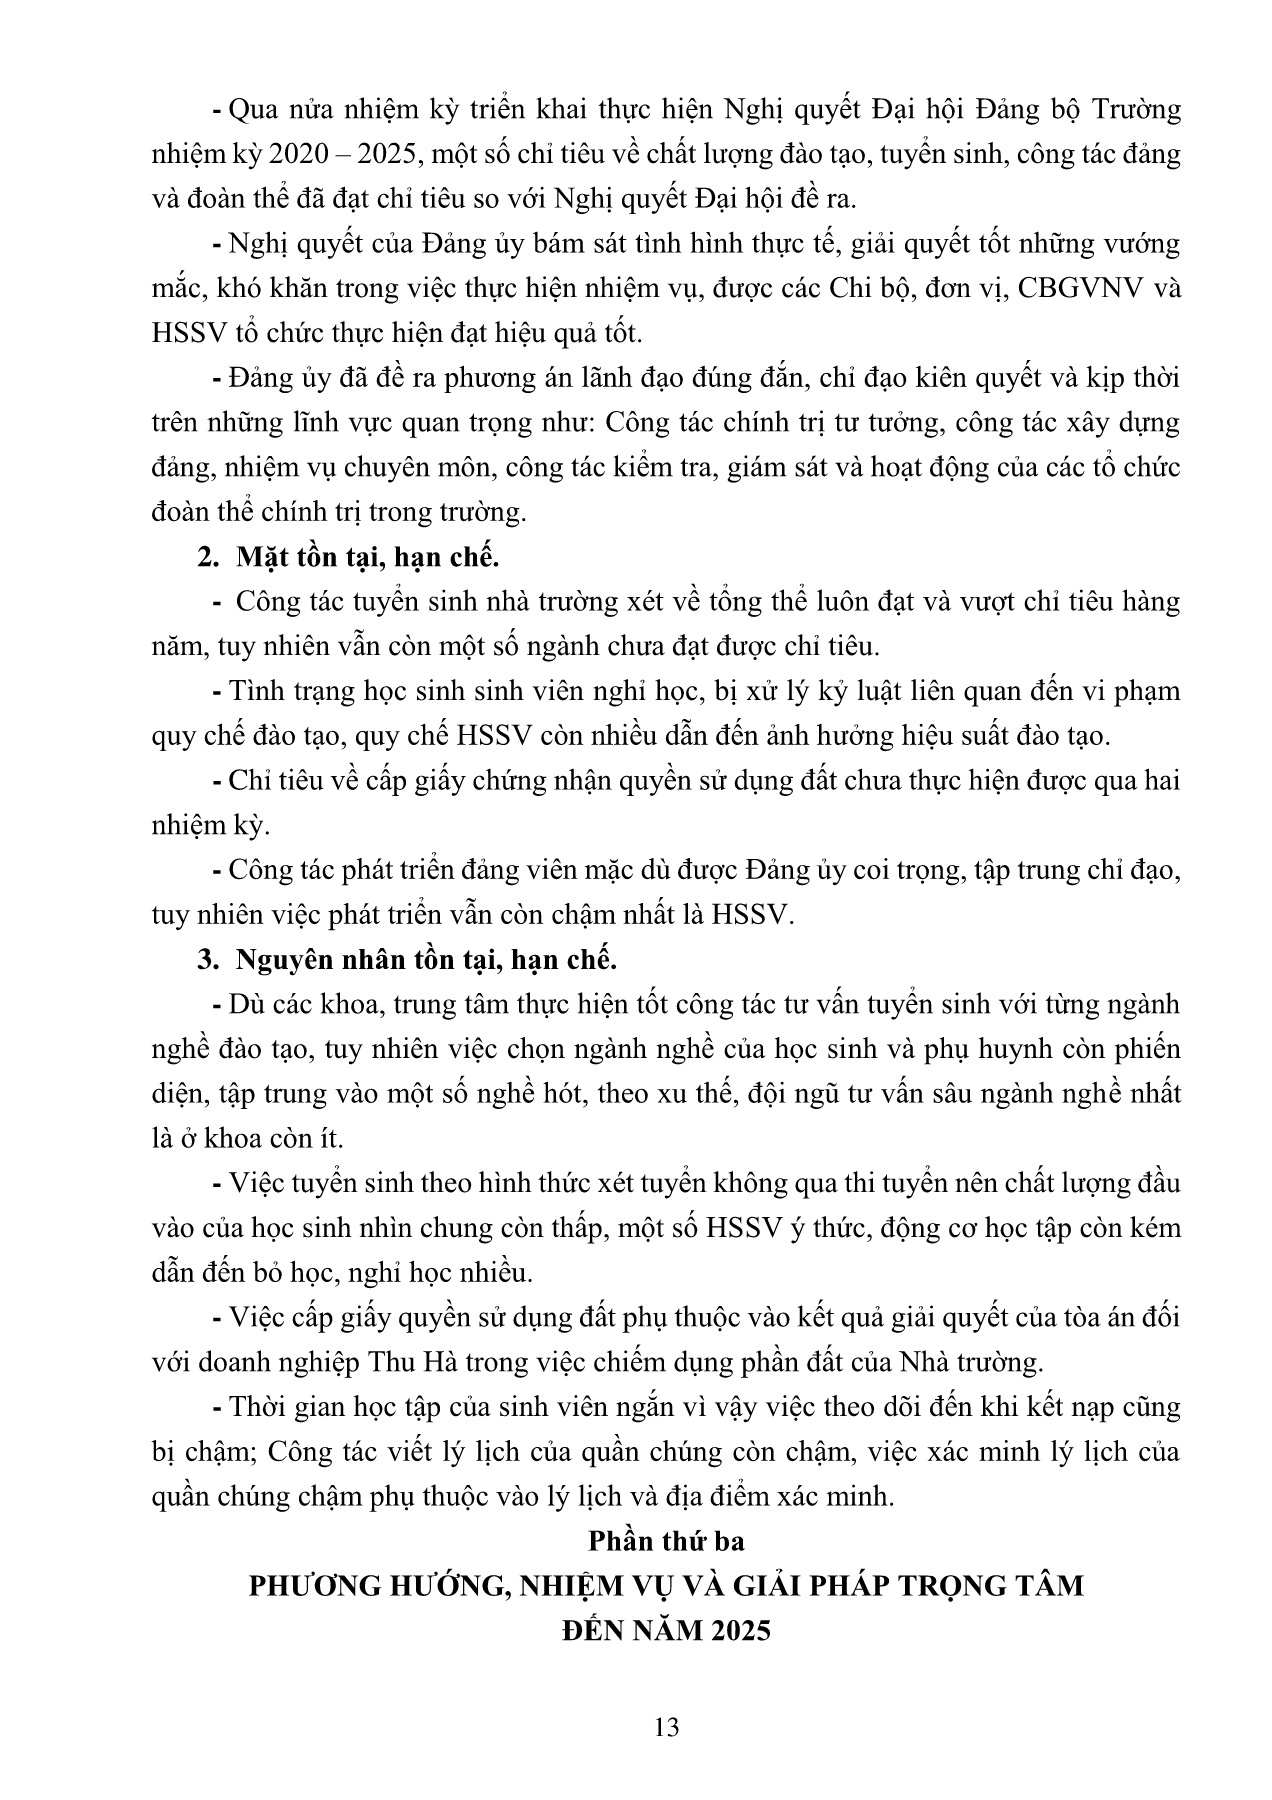 - Qua nửa nhiệm kỳ triển khai thực hiện Nghị quyết Đại hội Đảng bộ Trường
nhiệm kỳ 2020 – 2025, một số chỉ tiêu về chất lượng đào tạo, tuyển sinh, công tác đảng
và đoàn thể đã đạt chỉ tiêu so với Nghị quyết Đại hội đề ra.
- Nghị quyết của Đảng ủy bám sát tình hình thực tế, giải quyết tốt những vướng
mắc, khó khăn trong việc thực hiện nhiệm vụ, được các Chi bộ, đơn vị, CBGVNV và
HSSV tổ chức thực hiện đạt hiệu quả tốt.
- Đảng ủy đã đề ra phương án lãnh đạo đúng đắn, chỉ đạo kiên quyết và kịp thời
trên những lĩnh vực quan trọng như: Công tác chính trị tư tưởng, công tác xây dựng
đảng, nhiệm vụ chuyên môn, công tác kiểm tra, giám sát và hoạt động của các tổ chức
đoàn thể chính trị trong trường.
2. Mặt tồn tại, hạn chế.
- Công tác tuyển sinh nhà trường xét về tổng thể luôn đạt và vượt chỉ tiêu hàng
năm, tuy nhiên vẫn còn một số ngành chưa đạt được chỉ tiêu.
- Tình trạng học sinh sinh viên nghỉ học, bị xử lý kỷ luật liên quan đến vi phạm
quy chế đào tạo, quy chế HSSV còn nhiều dẫn đến ảnh hưởng hiệu suất đào tạo.
- Chỉ tiêu về cấp giấy chứng nhận quyền sử dụng đất chưa thực hiện được qua hai
nhiệm kỳ.
- Công tác phát triển đảng viên mặc dù được Đảng ủy coi trọng, tập trung chỉ đạo,
tuy nhiên việc phát triển vẫn còn chậm nhất là HSSV.
3. Nguyên nhân tồn tại, hạn chế.
- Dù các khoa, trung tâm thực hiện tốt công tác tư vấn tuyển sinh với từng ngành
nghề đào tạo, tuy nhiên việc chọn ngành nghề của học sinh và phụ huynh còn phiến
diện, tập trung vào một số nghề hót, theo xu thế, đội ngũ tư vấn sâu ngành nghề nhất
là ở khoa còn ít.
- Việc tuyển sinh theo hình thức xét tuyển không qua thi tuyển nên chất lượng đầu
vào của học sinh nhìn chung còn thấp, một số HSSV ý thức, động cơ học tập còn kém
dẫn đến bỏ học, nghỉ học nhiều.
- Việc cấp giấy quyền sử dụng đất phụ thuộc vào kết quả giải quyết của tòa án đối
với doanh nghiệp Thu Hà trong việc chiếm dụng phần đất của Nhà trường.
- Thời gian học tập của sinh viên ngắn vì vậy việc theo dõi đến khi kết nạp cũng
bị chậm; Công tác viết lý lịch của quần chúng còn chậm, việc xác minh lý lịch của
quần chúng chậm phụ thuộc vào lý lịch và địa điểm xác minh.
Phần thứ ba
PHƯƠNG HƯỚNG, NHIỆM VỤ VÀ GIẢI PHÁP TRỌNG TÂM
ĐẾN NĂM 2025
13